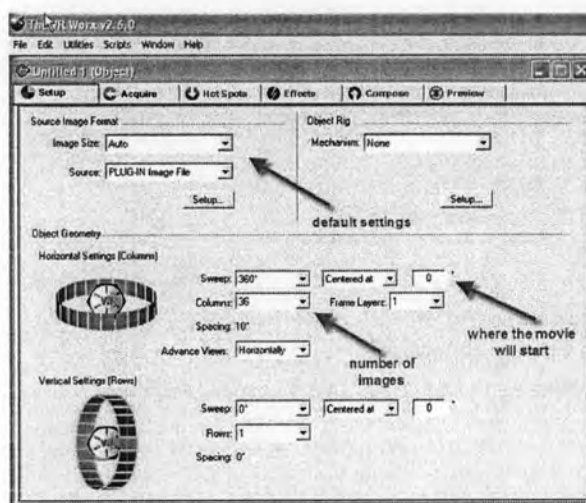 The VR Worx v2.6.0
File Edit Utilities Scripts Window Help
Untitled 1 (Object)
Setup Acquire Hot Spots Effects Compose Preview
Source Image Format
Object Rig
Image Size: Auto
Mechanism: None
Source: PLUG-IN Image File
Setup...
Setup...
default settings
Object Geometry
Horizontal Settings (Columns)
Sweep: 360° Centered at 0 °
Columns: 36 Frame Layers: 1
Spacing: 10°
where the movie
will start
Advance Views: Horizontally
number of
images
Vertical Settings (Rows)
Sweep: 0° Centered at 0 °
Rows: 1
Spacing: 0°
VR
VR